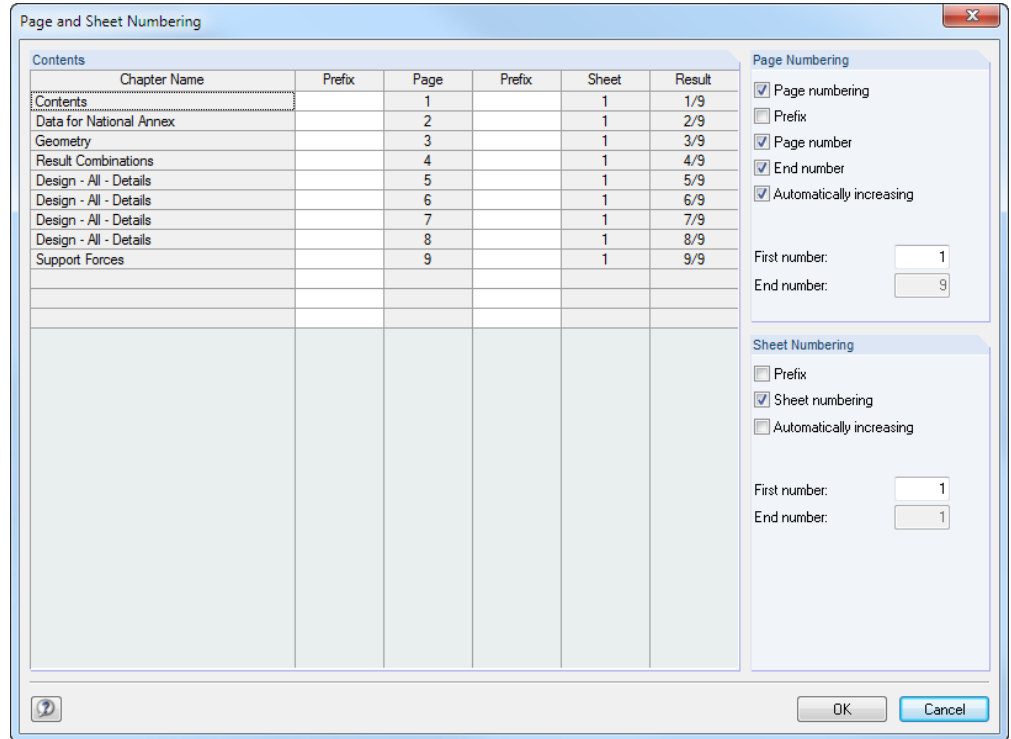 Page and Sheet Numbering
Contents
Chapter Name Prefix Page Prefix Sheet Result
Contents 1 1 1/9
Data for National Annex 2 1 2/9
Geometry 3 1 3/9
Result Combinations 4 1 4/9
Design - All - Details 5 1 5/9
Design - All - Details 6 1 6/9
Design - All - Details 7 1 7/9
Design - All - Details 8 1 8/9
Support Forces 9 1 9/9
Page Numbering
Page numbering
Prefix
Page number
End number
Automatically increasing
First number: 1
End number: 9
Sheet Numbering
Prefix
Sheet numbering
Automatically increasing
First number: 1
End number: 1
OK Cancel